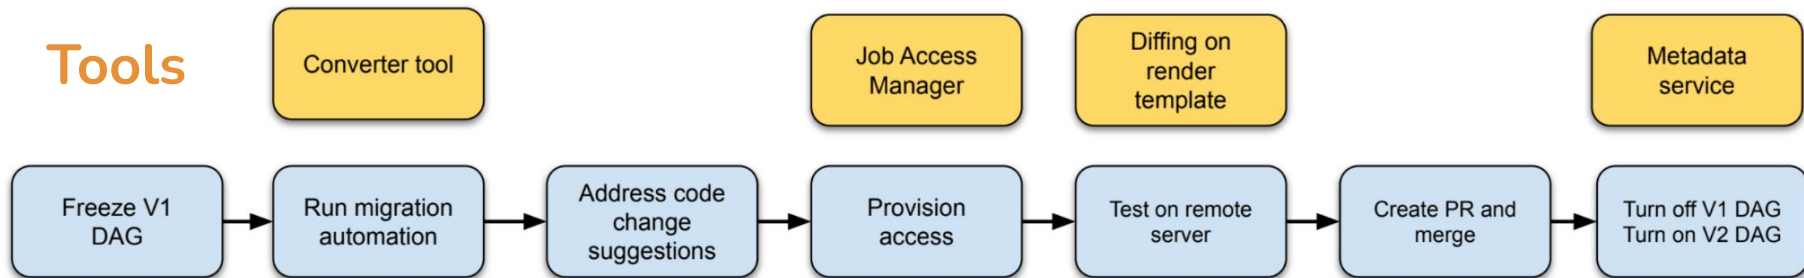 Tools
Converter tool
Job Access
Manager
Diffing on
render
template
Metadata
service
Freeze V1
DAG
Run migration
automation
Address code
change
suggestions
Provision
access
Test on remote
server
Create PR and
merge
Turn off V1 DAG
Turn on V2 DAG